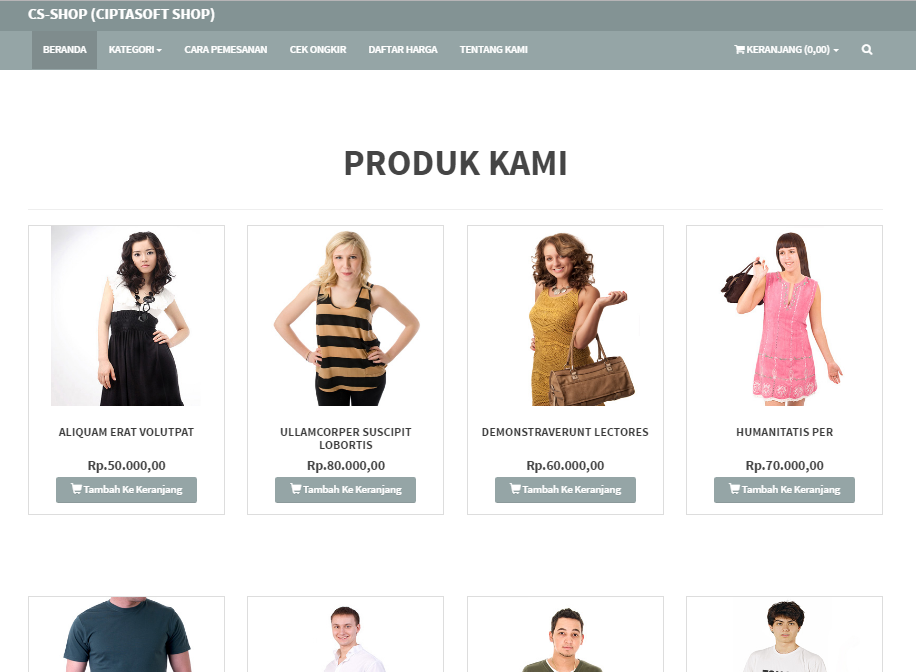 CS-SHOP (CIPTASOFT SHOP)
BERANDA KATEGORI CARA PEMESANAN CEK ONGKIR DAFTAR HARGA TENTANG KAMI KERANJANG (0,00)
PRODUK KAMI
ALIQUAM ERAT VOLUTPAT
Rp.50.000,00
Tambah Ke Keranjang
ULLAMCORPER SUSCIPIT
LOBORTIS
Rp.80.000,00
Tambah Ke Keranjang
DEMONSTRAVERUNT LECTORES
Rp.60.000,00
Tambah Ke Keranjang
HUMANITATIS PER
Rp.70.000,00
Tambah Ke Keranjang